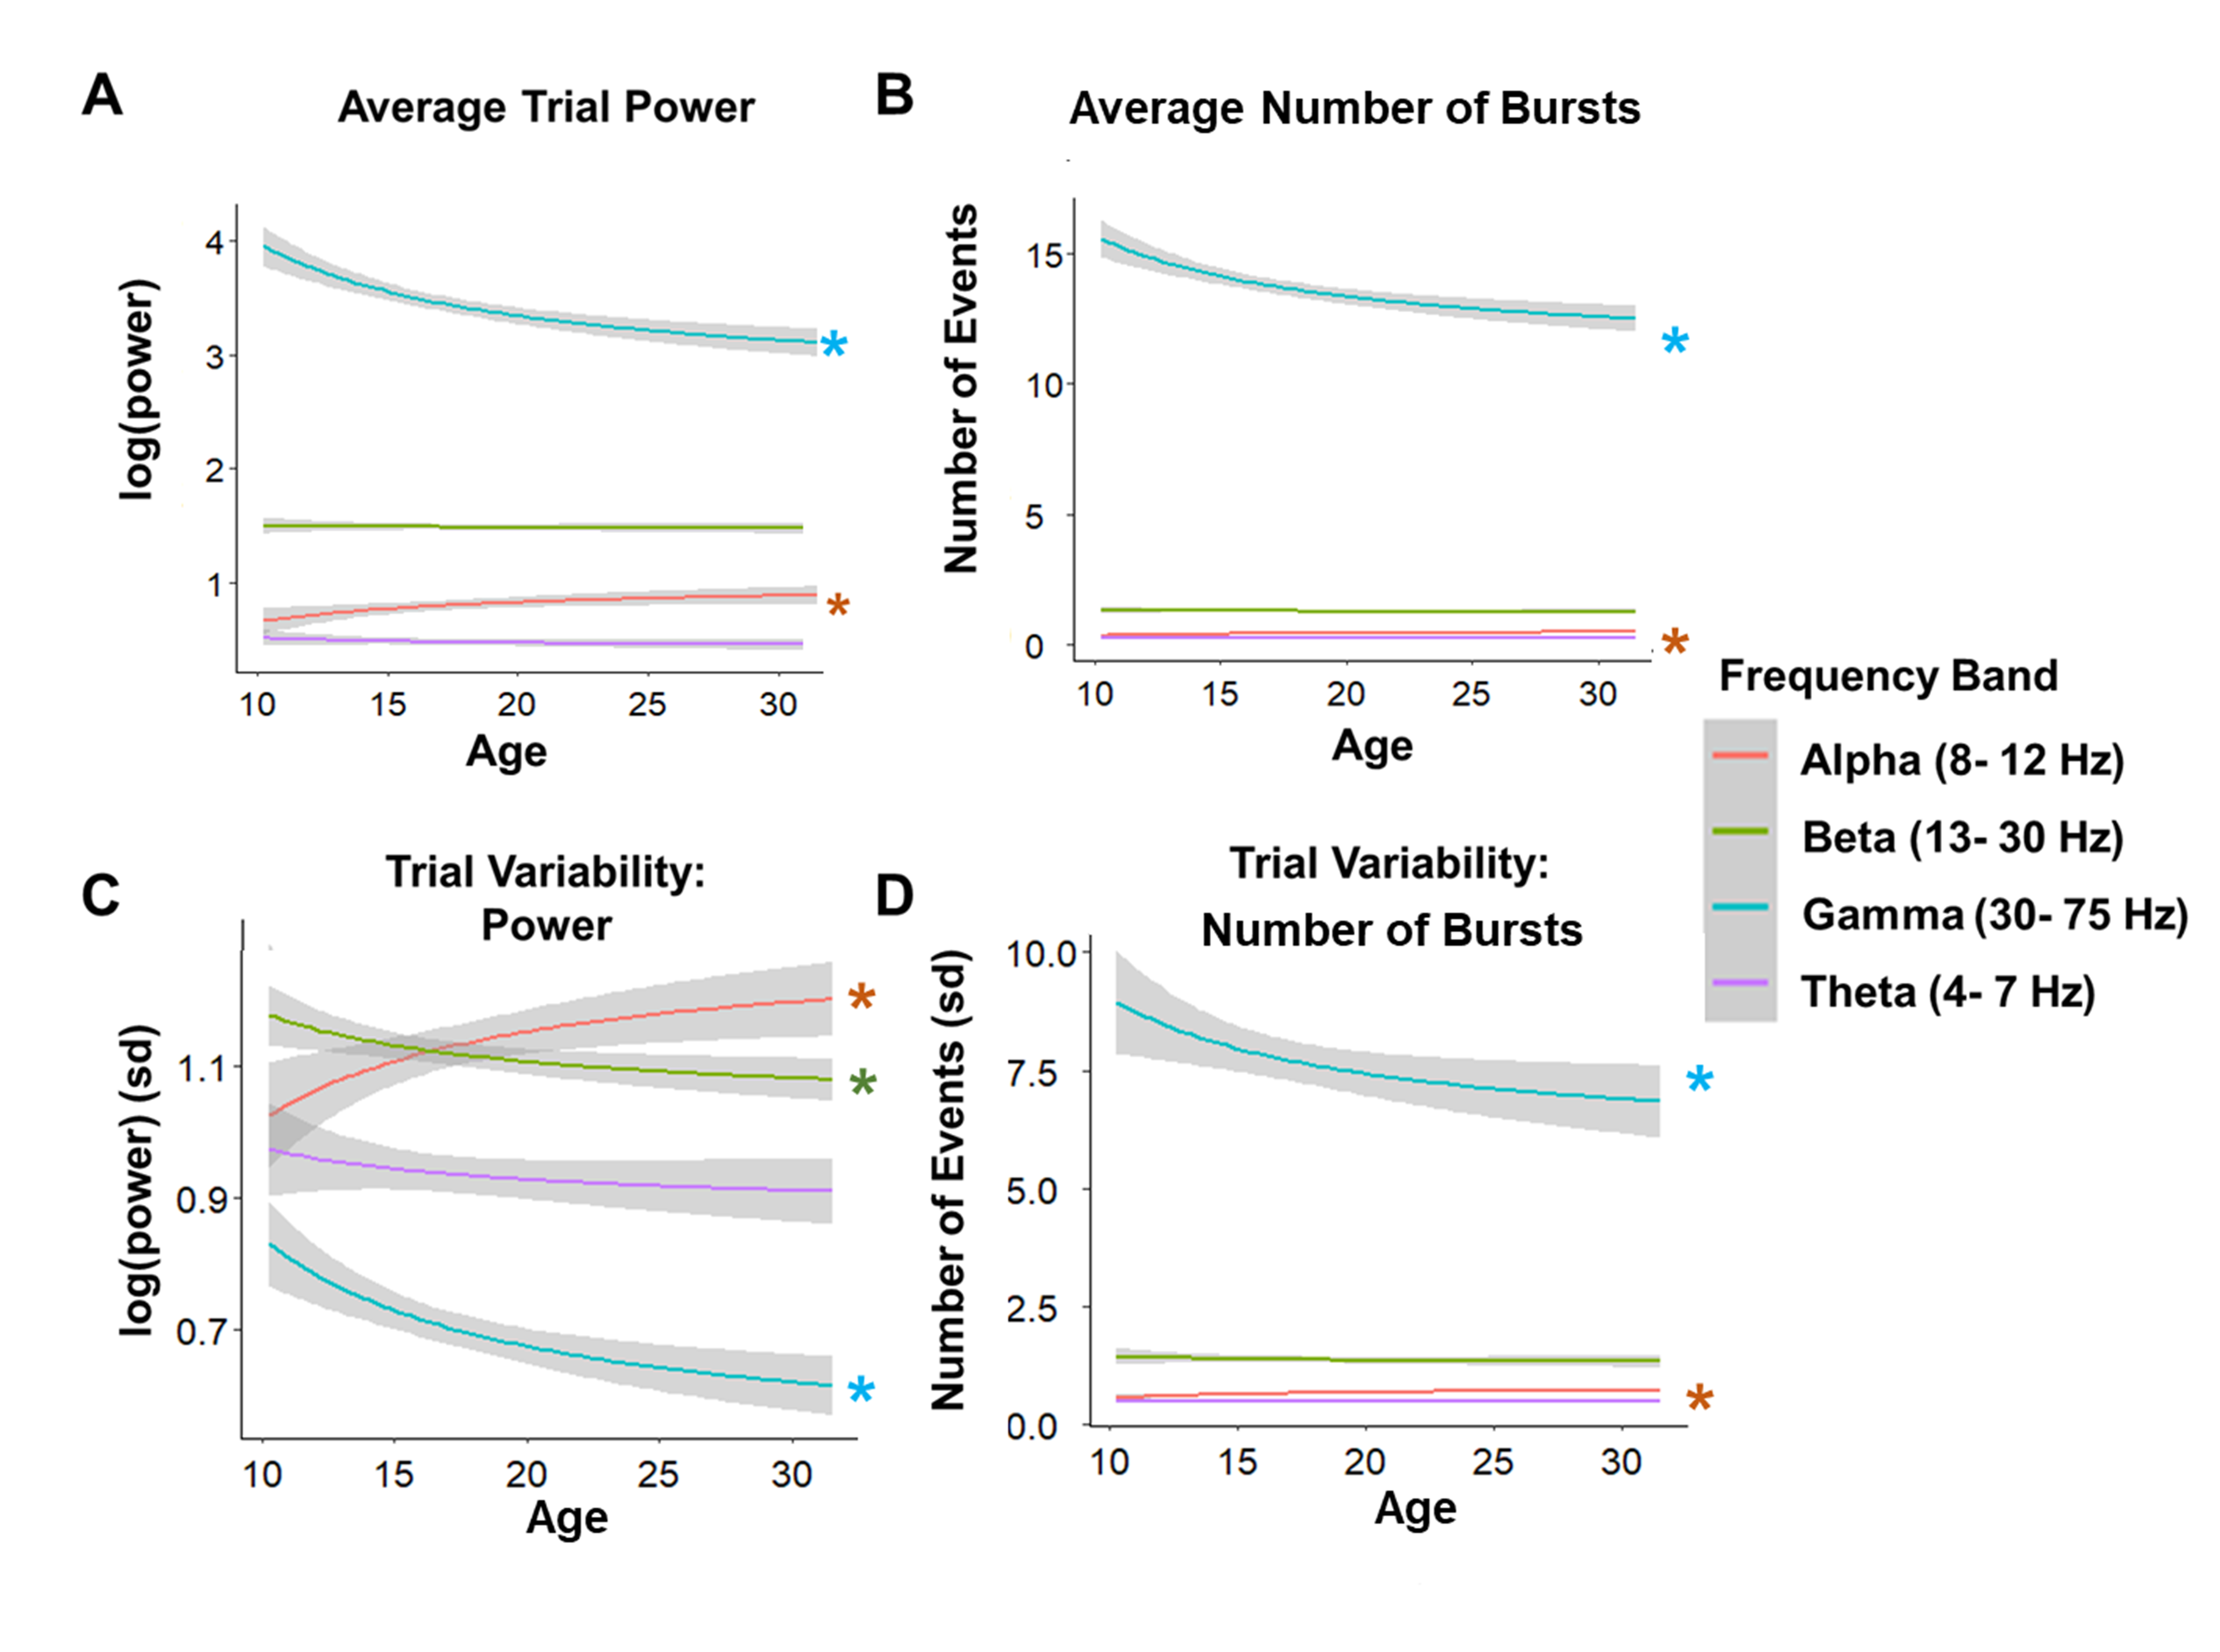 A
Average Trial Power
log(power)
4
3
2
1
10 15 20 25 30
Age
*
*
B
Average Number of Bursts
Number of Events
15
10
5
0
10 15 20 25 30
Age
*
*
Frequency Band
Alpha (8- 12 Hz)
Beta (13- 30 Hz)
Gamma (30- 75 Hz)
Theta (4- 7 Hz)
C
Trial Variability:
Power
log(power) (sd)
1.1
0.9
0.7
10 15 20 25 30
Age
*
*
*
D
Trial Variability:
Number of Bursts
Number of Events (sd)
10.0
7.5
5.0
2.5
0.0
10 15 20 25 30
Age
*
*